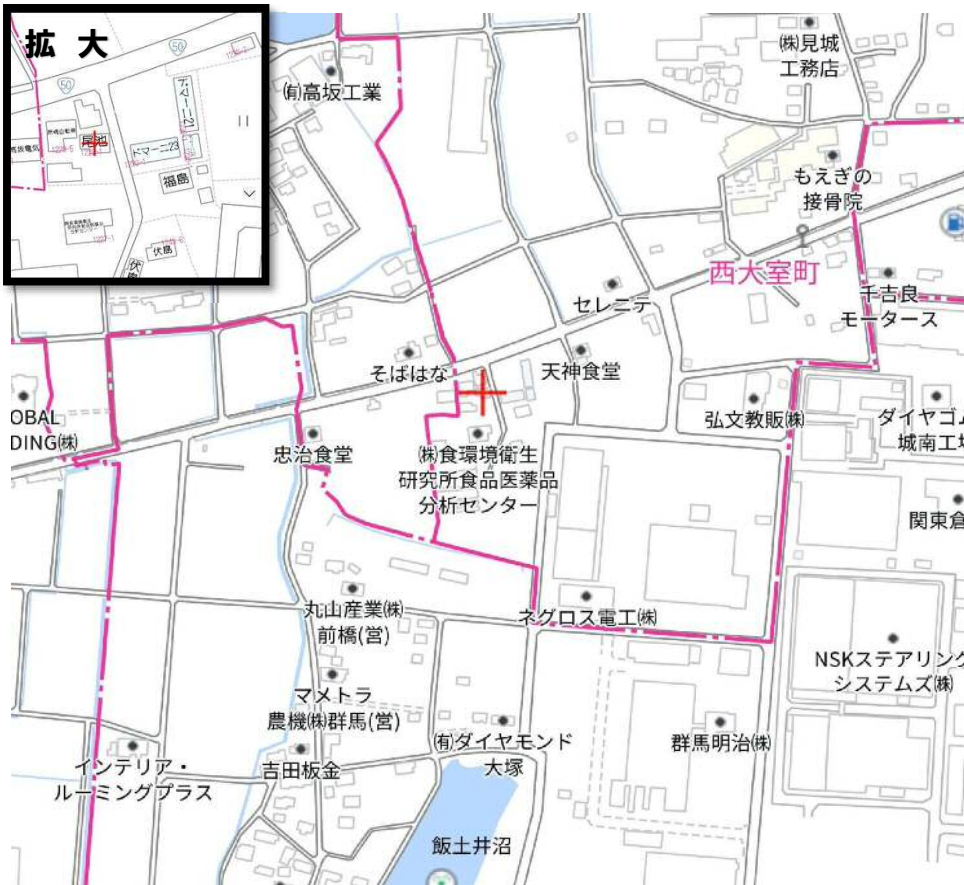 拡 大
50
50
ドマーニ21
尾池
ドマーニ23
福島
伏島
㈱見城
工務店
㈲高坂工業
もえぎの
接骨院
西大室町
千吉良
モータース
セレニテ
そばはな
天神食堂
OBAL
DING㈱
忠治食堂
㈱食環境衛生
研究所食品医薬品
分析センター
弘文教販㈱
ダイヤゴム
城南工場
関東倉
丸山産業㈱
前橋(営)
ネグロス電工㈱
NSKステアリング
システムズ㈱
マメトラ
農機㈱群馬(営)
㈲ダイヤモンド
大塚
群馬明治㈱
インテリア・
ルーミングプラス
吉田板金
飯土井沼